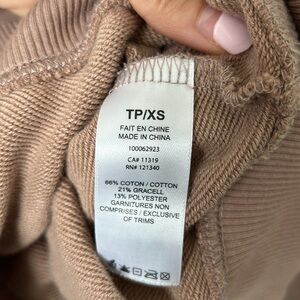 TP/XS
FAIT EN CHINE
MADE IN CHINA
100062923
CA# 11319
RN# 121340
66% COTTON / COTTON
21% GRACELL
13% POLYESTER
GARNITURES NON
COMPRISES / EXCLUSIVE
OF TRIMS